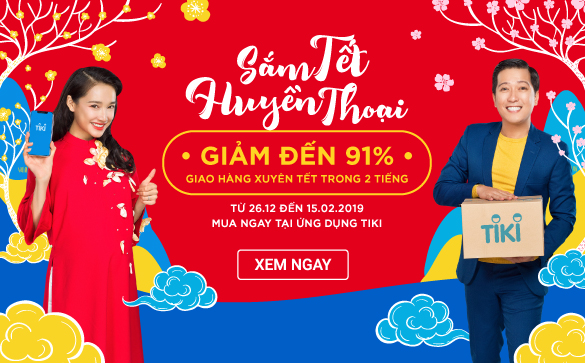 Sắm Tết
Huyền Thoại
• GIẢM ĐẾN 91% •
GIAO HÀNG XUYÊN TẾT TRONG 2 TIẾNG
TỪ 26.12 ĐẾN 15.02.2019
MUA NGAY TẠI ỨNG DỤNG TIKI
XEM NGAY
TIKI
TIKI